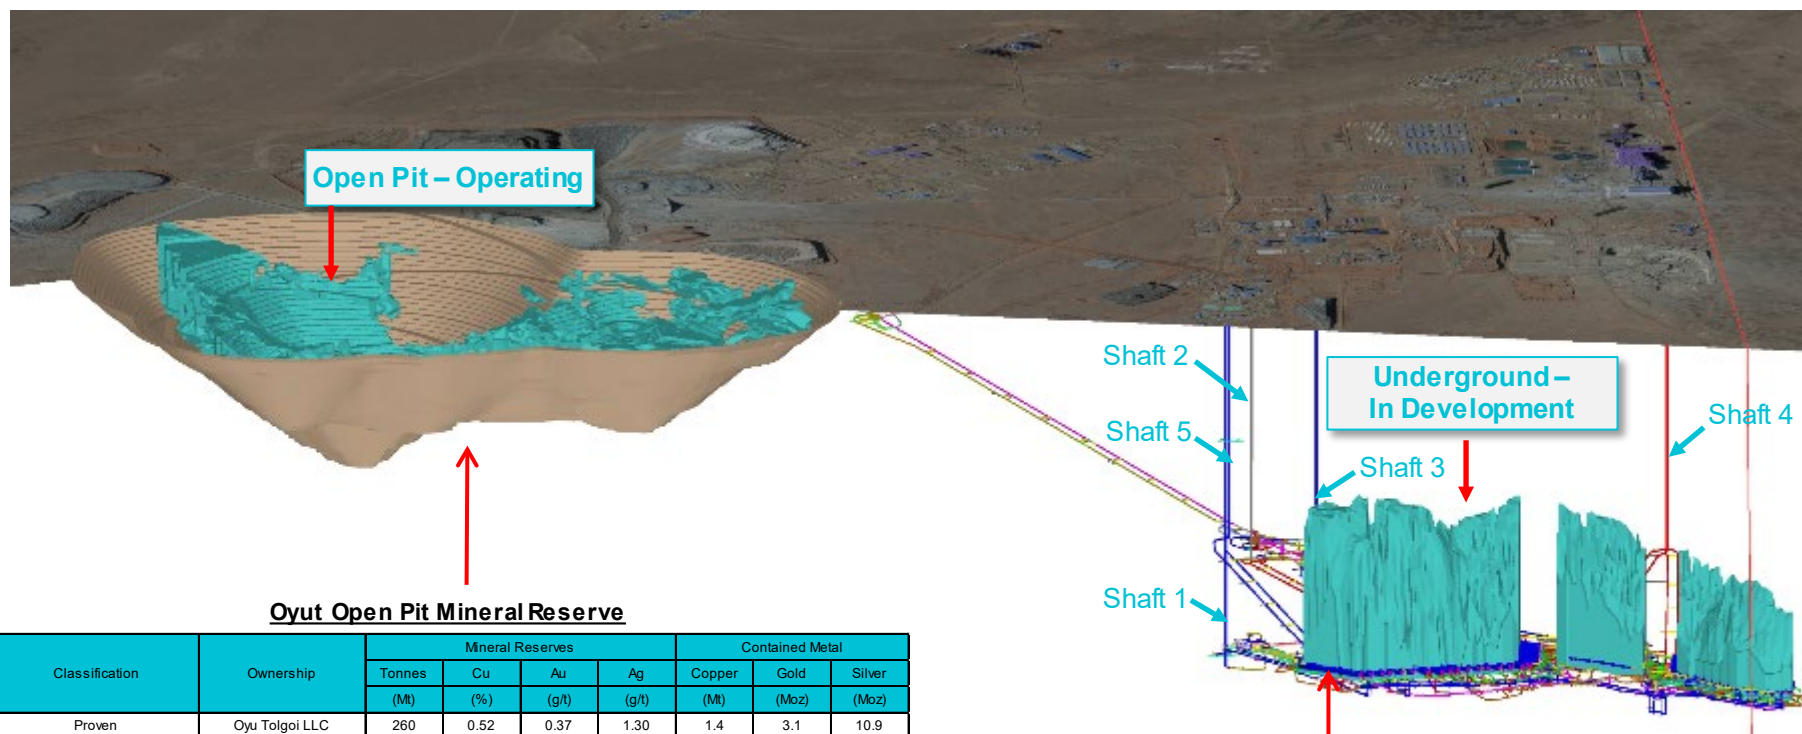 Open Pit – Operating
Shaft 2
Underground –
In Development
Shaft 4
Shaft 5
Shaft 3
Shaft 1
Oyut Open Pit Mineral Reserve
Classification Ownership Mineral Reserves Contained Metal
Tonnes Cu Au Ag Copper Gold Silver
(Mt) (%) (g/t) (g/t) (Mt) (Moz) (Moz)
Proven Oyu Tolgoi LLC 260 0.52 0.37 1.30 1.4 3.1 10.9